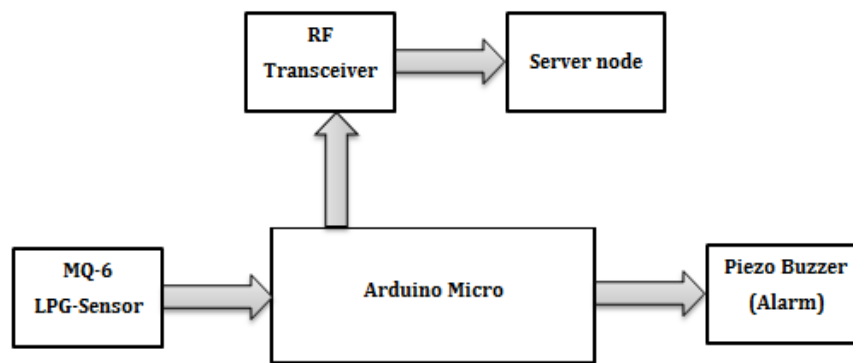 RF
Transceiver
Server node
MQ-6
LPG-Sensor
Arduino Micro
Piezo Buzzer
(Alarm)